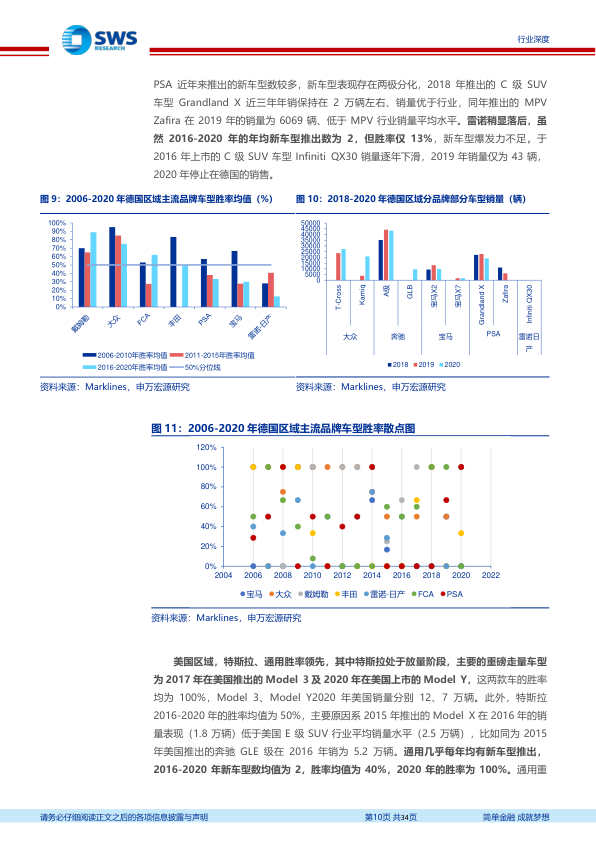 SWS
RESEARCH
行业深度
PSA 近年来推出的新车型数较多，新车型表现存在两极分化，2018 年推出的 C 级 SUV
车型 Grandland X 近三年年销保持在 2 万辆左右、销量优于行业，同年推出的 MPV
Zafira 在 2019 年的销量为 6069 辆、低于 MPV 行业销量平均水平。雷诺稍显落后，虽
然 2016-2020 年的年均新车型推出数为 2，但胜率仅 13%，新车型爆发力不足，于
2016 年上市的 C 级 SUV 车型 Infiniti QX30 销量逐年下滑，2019 年销量仅为 43 辆，
2020 年停止在德国的销售。
图 9：2006-2020 年德国区域主流品牌车型胜率均值（%）
100%
90%
80%
70%
60%
50%
40%
30%
20%
10%
0%
戴姆勒
大众
FCA
丰田
PSA
宝马
雷诺-日产
2006-2010年胜率均值
2011-2015年胜率均值
2016-2020年胜率均值
50%分位线
资料来源：Marklines，申万宏源研究
图 10：2018-2020 年德国区域分品牌部分车型销量（辆）
50000
45000
40000
35000
30000
25000
20000
15000
10000
5000
0
T-Cross
Kamiq
A级
GLB
宝马X2
宝马X7
Grandland X
Zafira
Infiniti QX30
大众
奔驰
宝马
PSA
雷诺日
产
2018 2019 2020
资料来源：Marklines，申万宏源研究
图 11：2006-2020 年德国区域主流品牌车型胜率散点图
120%
100%
80%
60%
40%
20%
0%
2004 2006 2008 2010 2012 2014 2015 2016 2018 2020 2022
宝马 大众 戴姆勒 丰田 雷诺-日产 FCA PSA
资料来源：Marklines，申万宏源研究
美国区域，特斯拉、通用胜率领先，其中特斯拉处于放量阶段，主要的重磅走量车型
为 2017 年在美国推出的 Model 3 及 2020 年在美国上市的 Model Y，这两款车的胜率
均为 100%，Model 3、Model Y2020 年美国销量分别 12、7 万辆。此外，特斯拉
2016-2020 年的胜率均值为 50%，主要原因系 2015 年推出的 Model X 在 2016 年的销
量表现（1.8 万辆）低于美国 E 级 SUV 行业平均销量水平（2.5 万辆），比如同为 2015
年美国推出的奔驰 GLE 级在 2016 年销为 5.2 万辆。通用几乎每年均有新车型推出，
2016-2020 年新车型数均值为 2，胜率均值为 40%，2020 年的胜率为 100%。通用重
请务必仔细阅读正文之后的各项信息披露与声明
第10页 共34页
简单金融 成就梦想